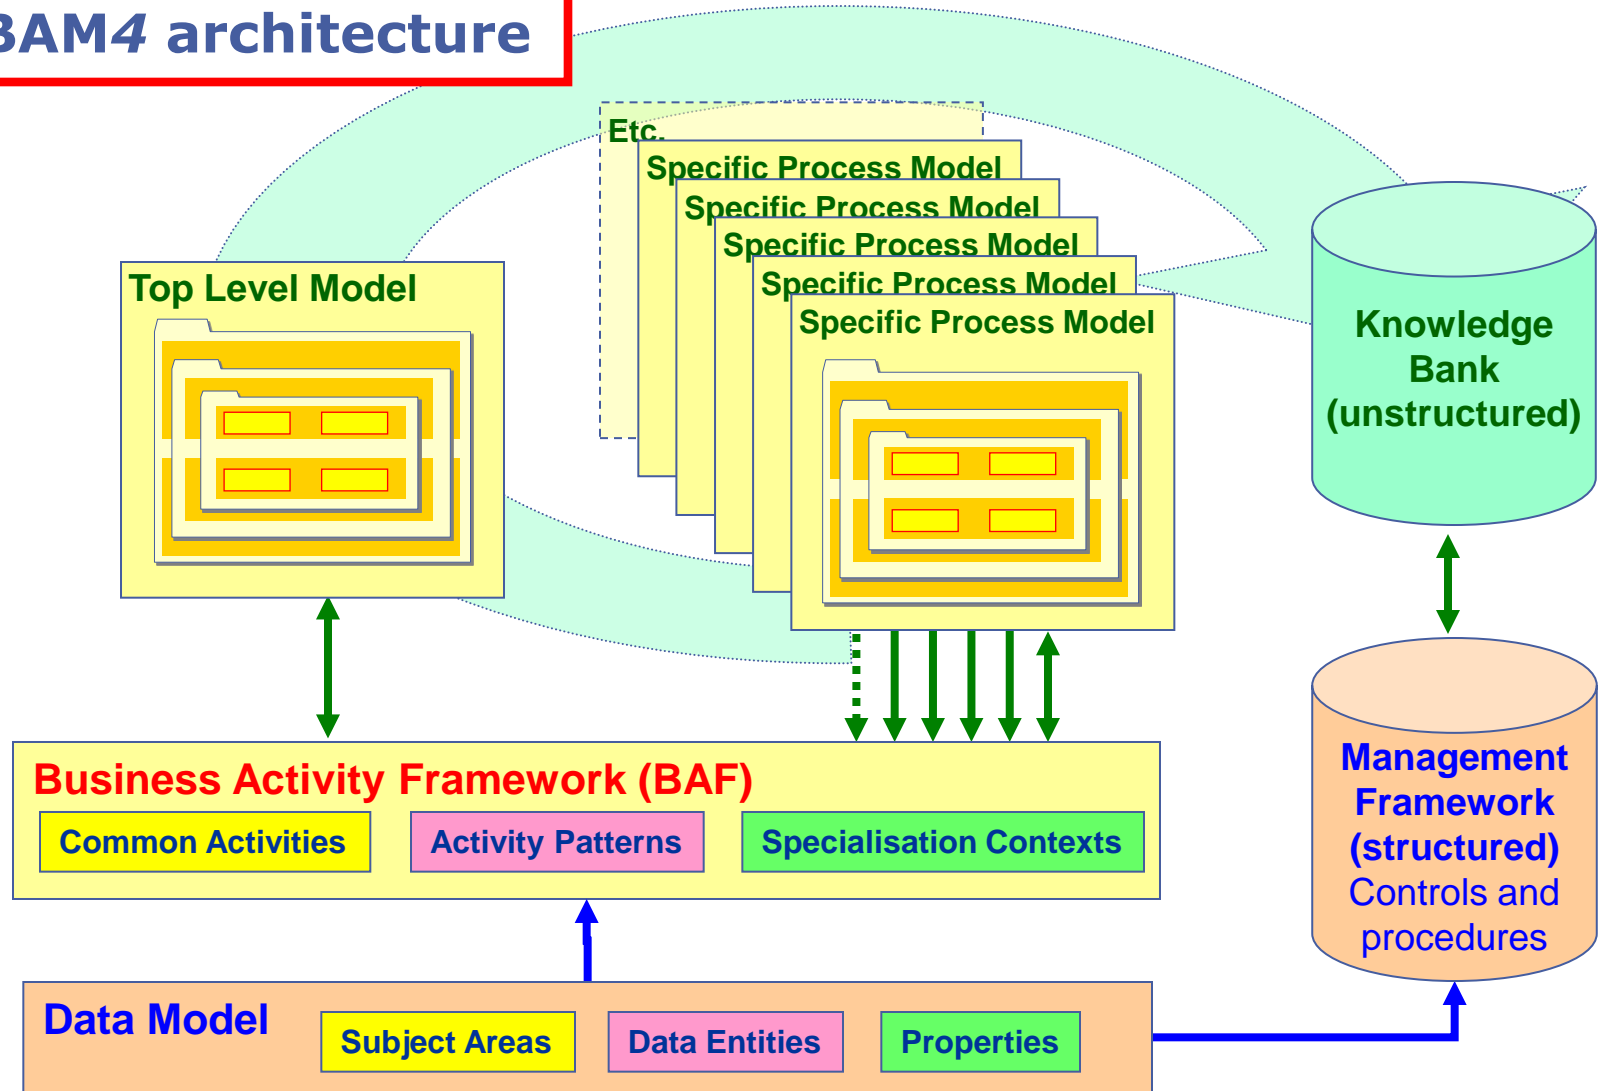 BAM4 architecture
Etc.
Specific Process Model
Specific Process Model
Specific Process Model
Specific Process Model
Specific Process Model
Top Level Model
Knowledge
Bank
(unstructured)
Business Activity Framework (BAF)
Common Activities
Activity Patterns
Specialisation Contexts
Management
Framework
(structured)
Controls and
procedures
Data Model
Subject Areas
Data Entities
Properties